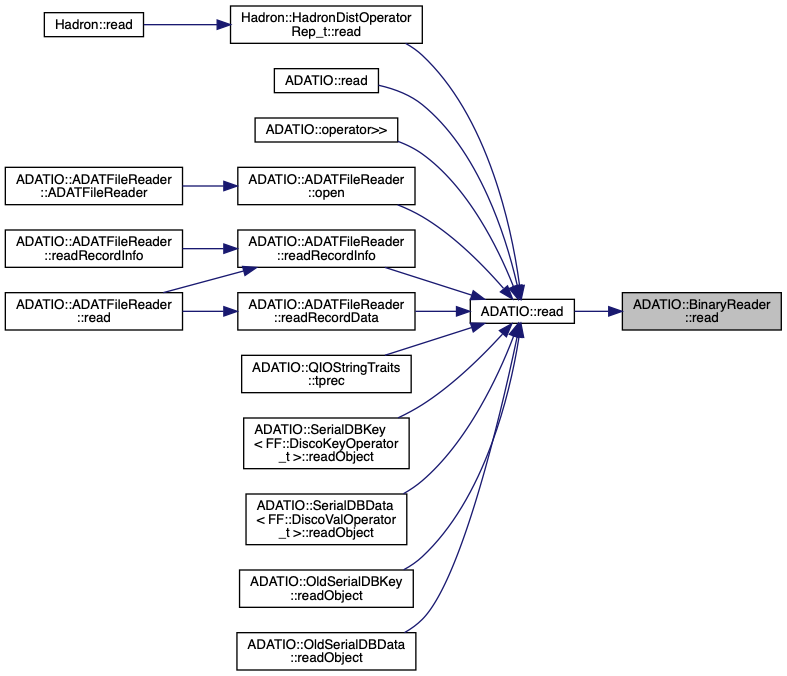 Hadron::read
Hadron::HadronDistOperator
Rep_t::read
ADATIO::read
ADATIO::operator>>
ADATIO::ADATFileReader
::ADATFileReader
ADATIO::ADATFileReader
::open
ADATIO::ADATFileReader
::readRecordInfo
ADATIO::ADATFileReader
::readRecordInfo
ADATIO::ADATFileReader
::read
ADATIO::ADATFileReader
::readRecordData
ADATIO::read
ADATIO::BinaryReader
::read
ADATIO::QIOStringTraits
::tprec
ADATIO::SerialDBKey
< FF::DiscoKeyOperator
_t >::readObject
ADATIO::SerialDBData
< FF::DiscoValOperator
_t >::readObject
ADATIO::OldSerialDBKey
::readObject
ADATIO::OldSerialDBData
::readObject